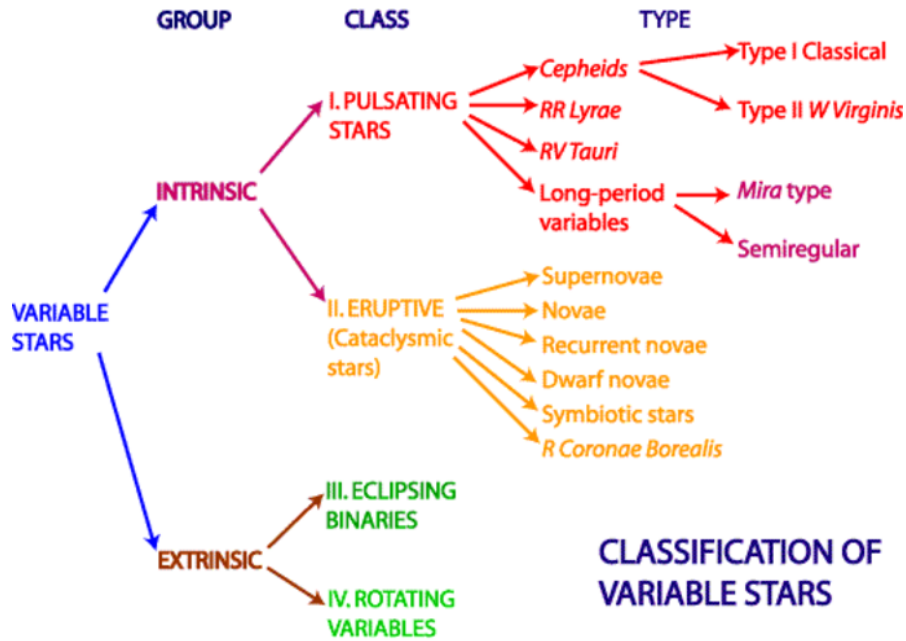 GROUP
CLASS
TYPE
VARIABLE
STARS
INTRINSIC
I. PULSATING
STARS
Cepheids
Type I Classical
Type II W Virginis
RR Lyrae
RV Tauri
Long-period
variables
Mira type
Semiregular
II. ERUPTIVE
(Cataclysmic
stars)
Supernovae
Novae
Recurrent novae
Dwarf novae
Symbiotic stars
R Coronae Borealis
EXTRINSIC
III. ECLIPSING
BINARIES
IV. ROTATING
VARIABLES
CLASSIFICATION OF
VARIABLE STARS